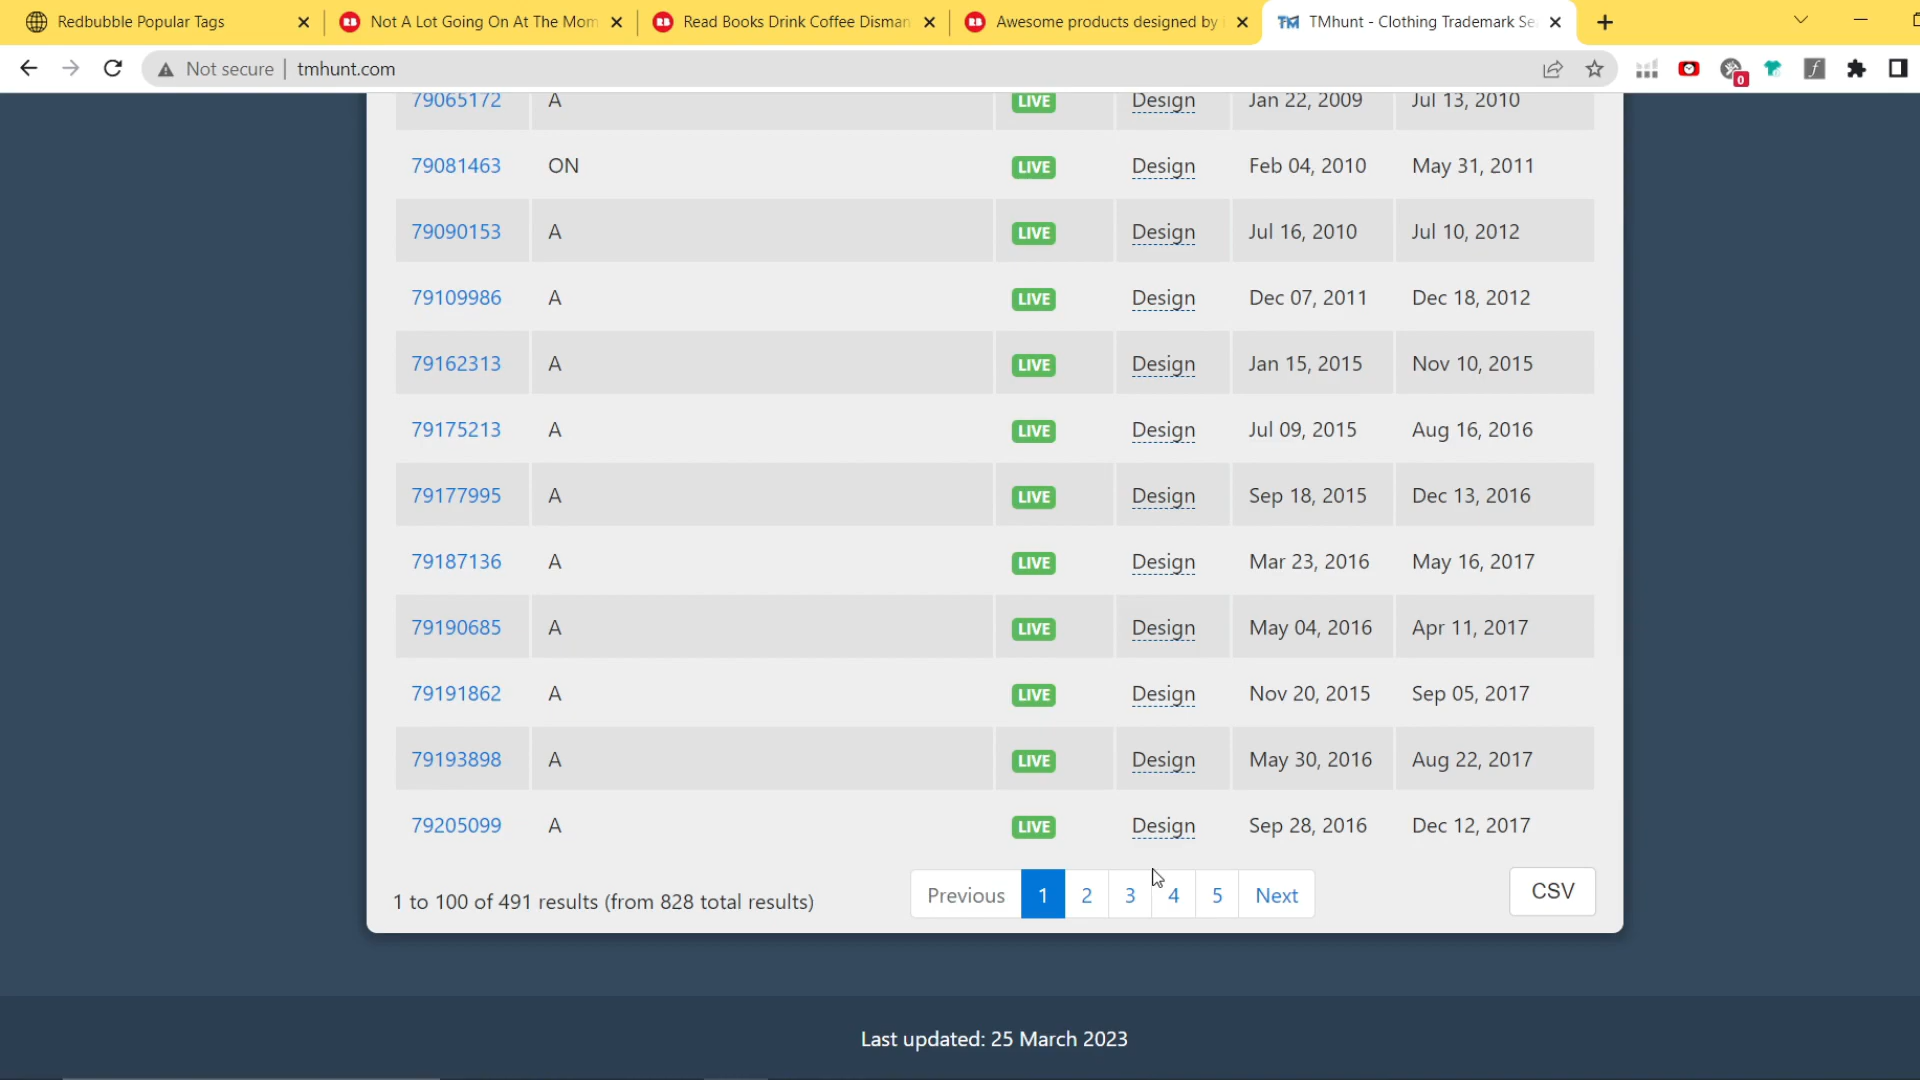 Redbubble Popular Tags
Not A Lot Going On At The Mom
Read Books Drink Coffee Disman
Awesome products designed by i
TM TMhunt - Clothing Trademark Se
Not secure | tmhunt.com
0
79065172 A LIVE Design Jan 22, 2009 Jul 13, 2010
79081463 ON LIVE Design Feb 04, 2010 May 31, 2011
79090153 A LIVE Design Jul 16, 2010 Jul 10, 2012
79109986 A LIVE Design Dec 07, 2011 Dec 18, 2012
79162313 A LIVE Design Jan 15, 2015 Nov 10, 2015
79175213 A LIVE Design Jul 09, 2015 Aug 16, 2016
79177995 A LIVE Design Sep 18, 2015 Dec 13, 2016
79187136 A LIVE Design Mar 23, 2016 May 16, 2017
79190685 A LIVE Design May 04, 2016 Apr 11, 2017
79191862 A LIVE Design Nov 20, 2015 Sep 05, 2017
79193898 A LIVE Design May 30, 2016 Aug 22, 2017
79205099 A LIVE Design Sep 28, 2016 Dec 12, 2017
1 to 100 of 491 results (from 828 total results) Previous 1 2 3 4 5 Next CSV
Last updated: 25 March 2023